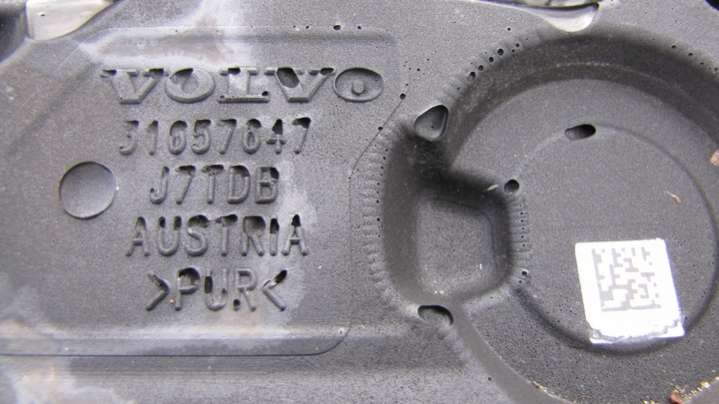 VOLVO
31657647
J7TDB
AUSTRIA
>PUR<